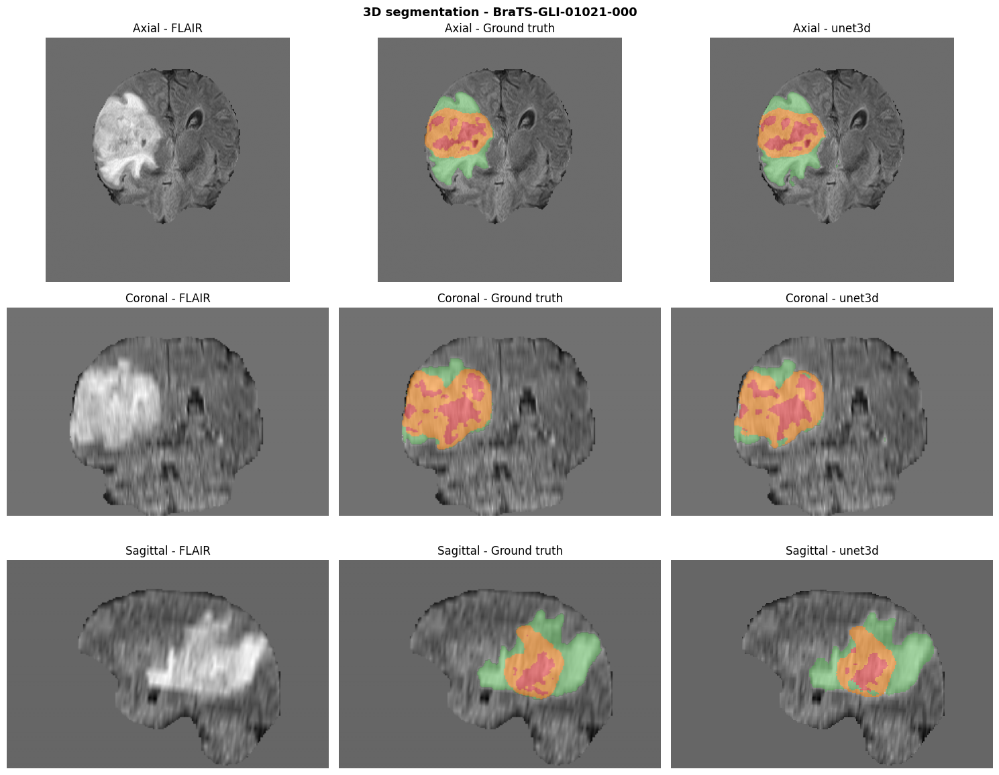 3D segmentation - BraTS-GLI-01021-000
Axial - FLAIR
Axial - Ground truth
Axial - unet3d
Coronal - FLAIR
Coronal - Ground truth
Coronal - unet3d
Sagittal - FLAIR
Sagittal - Ground truth
Sagittal - unet3d